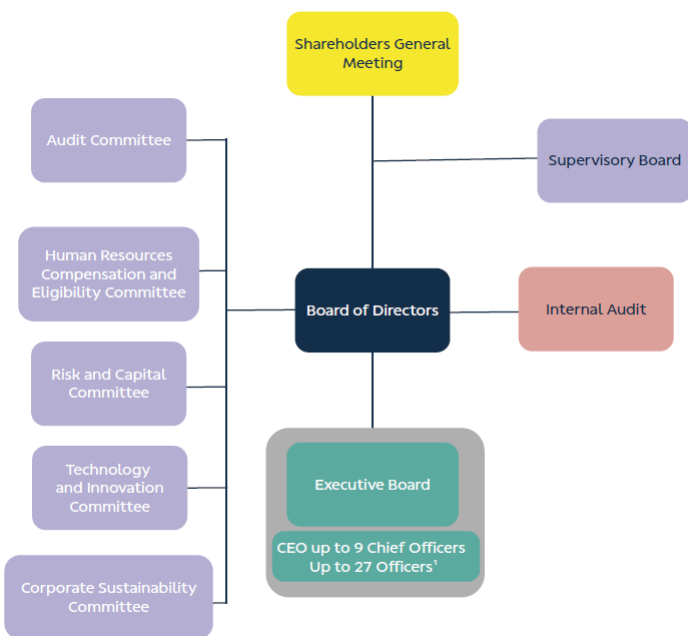 Shareholders General
Meeting
Audit Committee
Supervisory Board
Human Resources
Compensation and
Eligibility Committee
Board of Directors
Internal Audit
Risk and Capital
Committee
Technology
and Innovation
Committee
Executive Board
CEO up to 9 Chief Officers
Up to 27 Officers¹
Corporate Sustainability
Committee